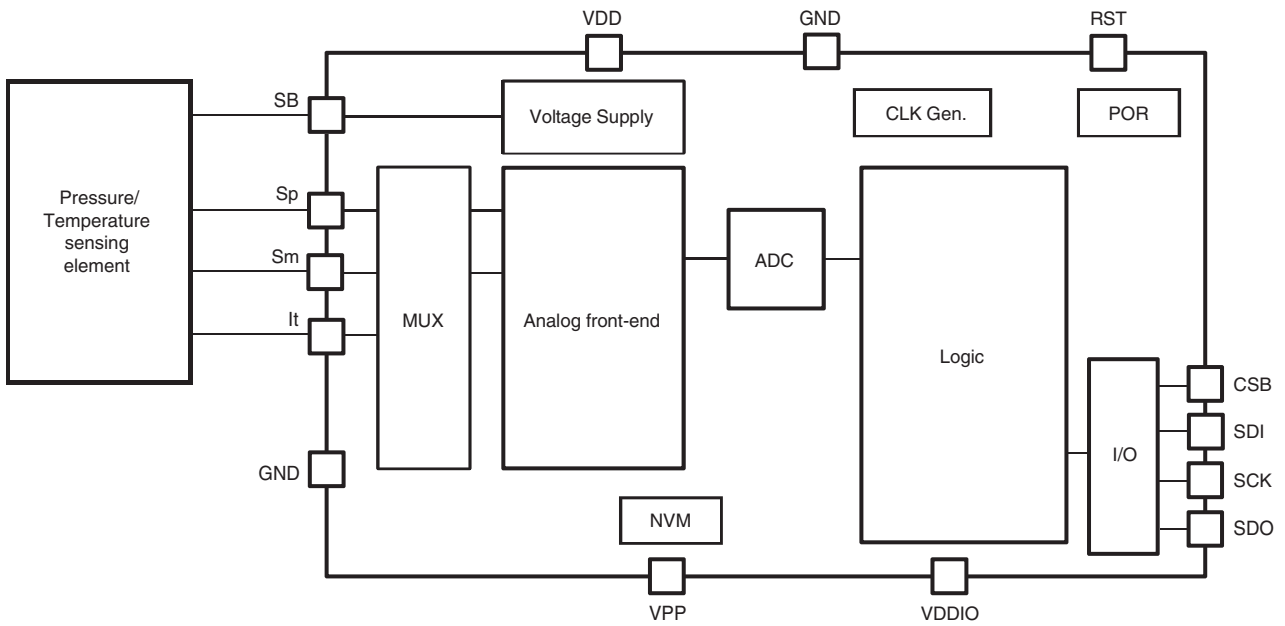 VDD
GND
RST
SB
Voltage Supply
CLK Gen.
POR
Pressure/
Temperature
sensing
element
Sp
Sm
It
MUX
Analog front-end
ADC
Logic
I/O
CSB
SDI
SCK
SDO
GND
NVM
VPP
VDDIO